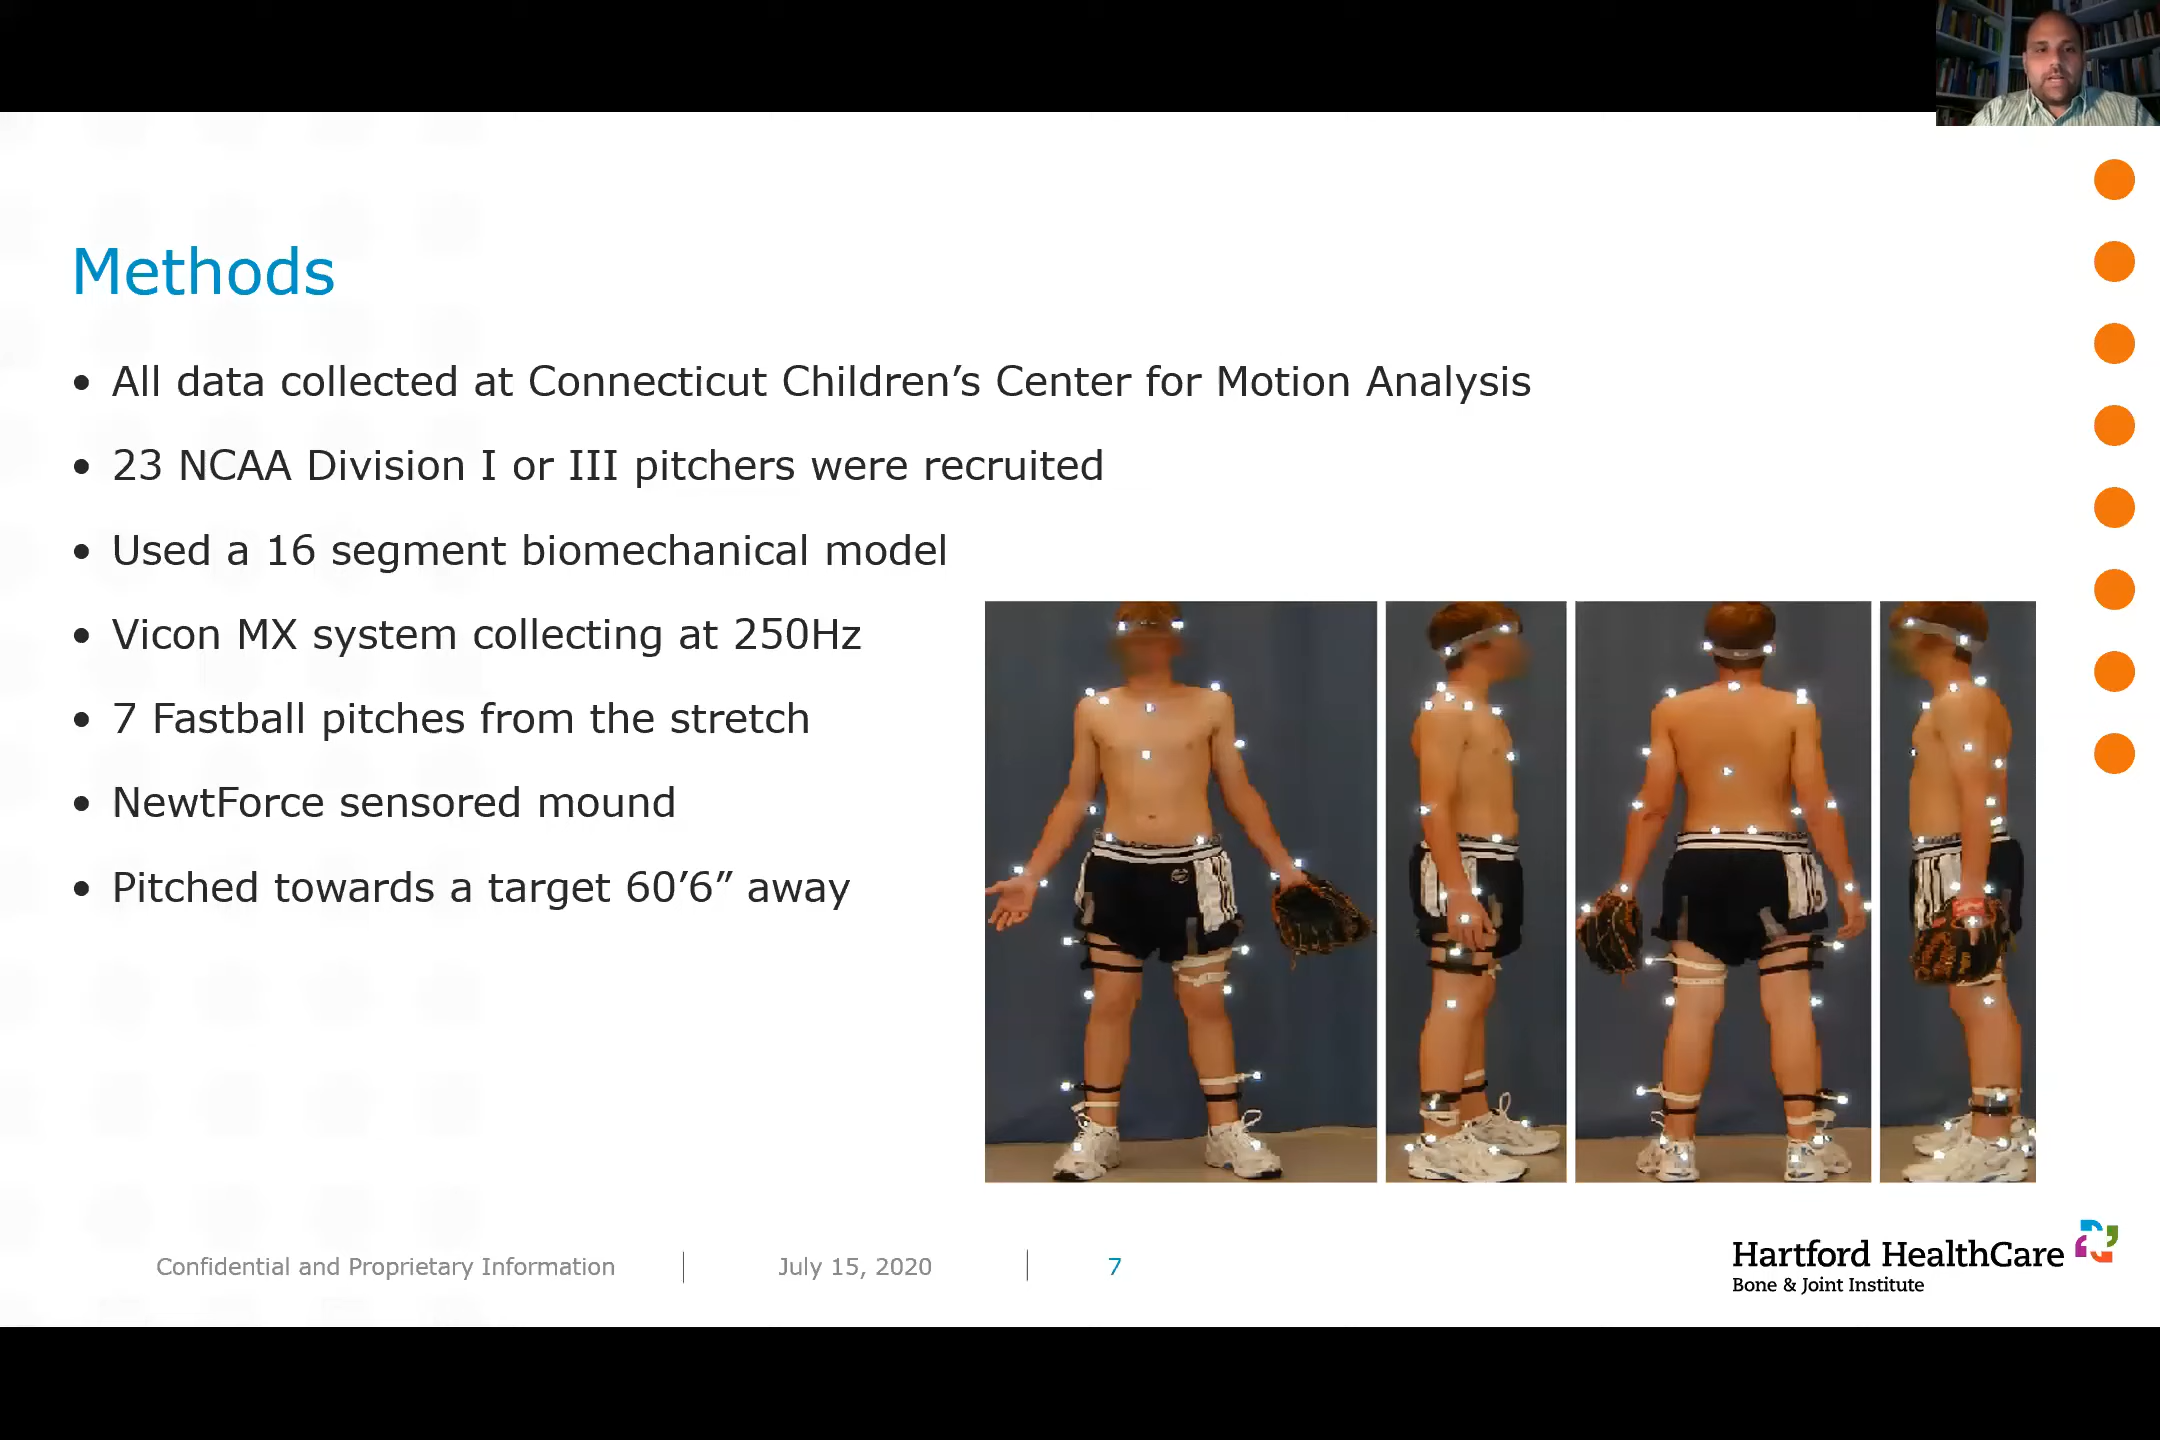 Methods
• All data collected at Connecticut Children’s Center for Motion Analysis
• 23 NCAA Division I or III pitchers were recruited
• Used a 16 segment biomechanical model
• Vicon MX system collecting at 250Hz
• 7 Fastball pitches from the stretch
• NewtForce sensored mound
• Pitched towards a target 60’6” away
Confidential and Proprietary Information
July 15, 2020
7
Hartford HealthCare
Bone & Joint Institute